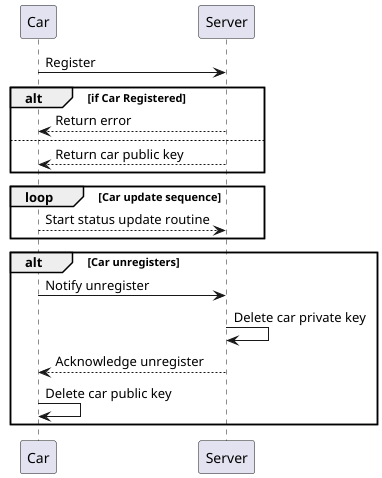 Car Server
Register
alt [if Car Registered]
Return error
Return car public key
loop [Car update sequence]
Start status update routine
alt [Car unregisters]
Notify unregister
Delete car private key
Acknowledge unregister
Delete car public key
Car Server